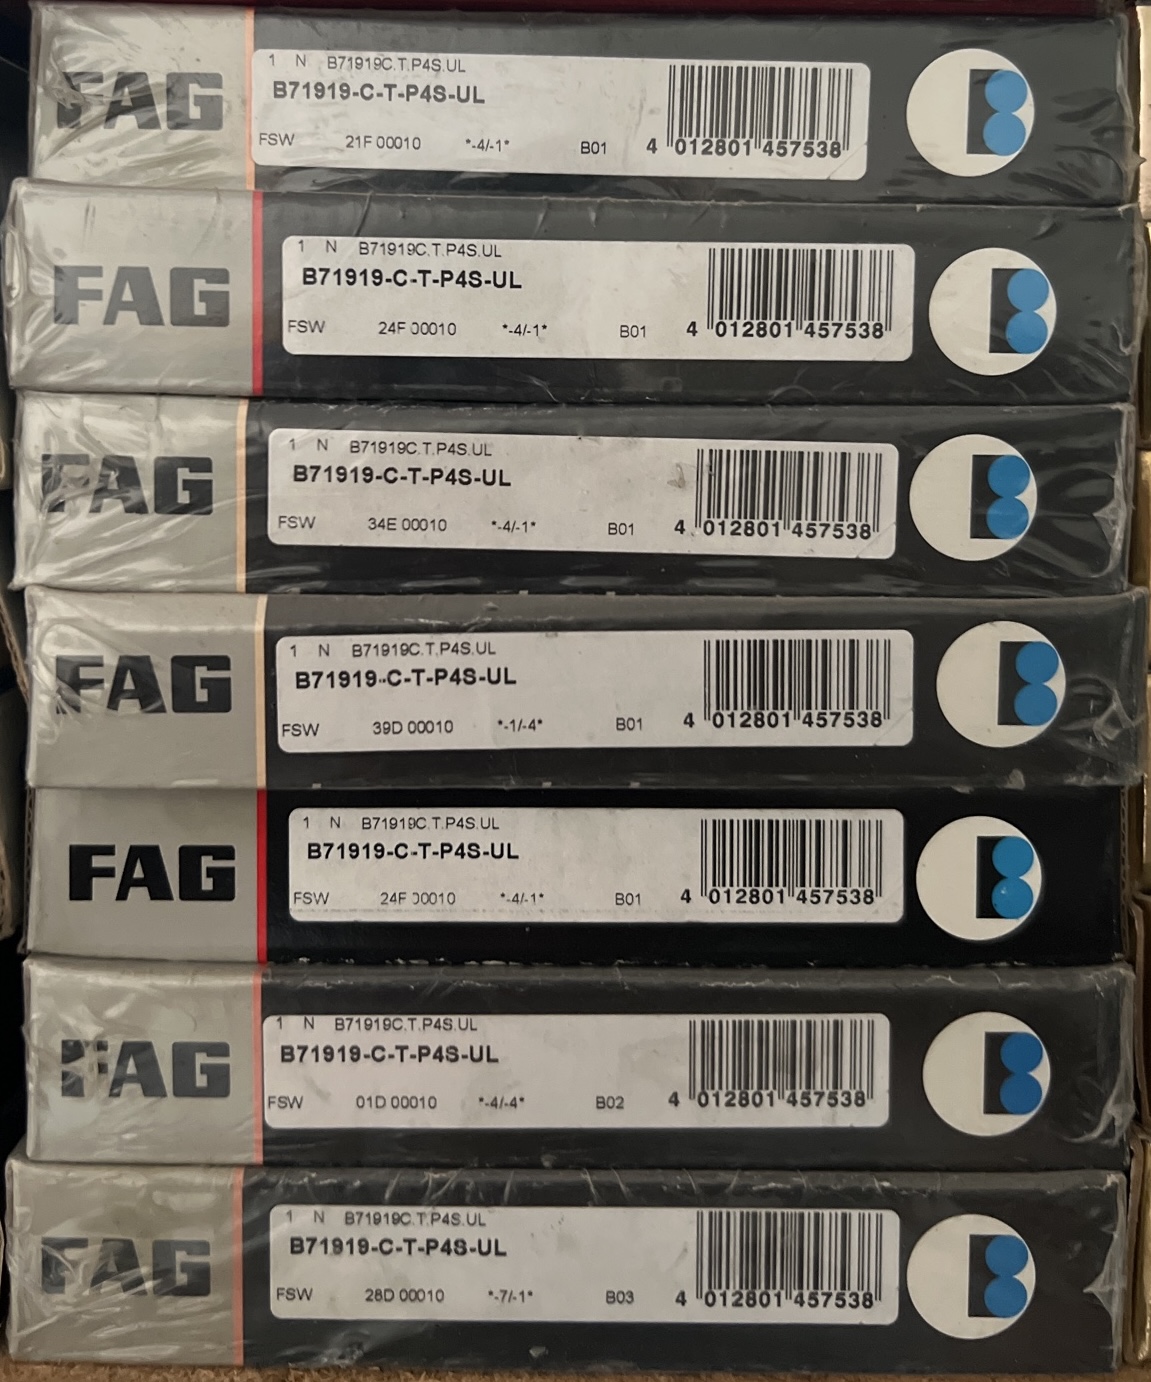 FAG
1 N B71919C.T.P4S.UL
B71919-C-T-P4S-UL
FSW 21F 00010 *-4/-1* B01 4 012801 457538
FAG
1 N B71919C.T.P4S.UL
B71919-C-T-P4S-UL
FSW 24F 00010 *-4/-1* B01 4 012801 457538
FAG
1 N B71919C.T.P4S.UL
B71919-C-T-P4S-UL
FSW 34E 00010 *-4/-1* B01 4 012801 457538
FAG
1 N B71919C.T.P4S.UL
B71919-C-T-P4S-UL
FSW 39D 00010 *-1/-4* B01 4 012801 457538
FAG
1 N B71919C.T.P4S.UL
B71919-C-T-P4S-UL
FSW 24F 00010 *-4/-1* B01 4 012801 457538
FAG
1 N B71919C.T.P4S.UL
B71919-C-T-P4S-UL
FSW 01D 00010 *-4/-4* B02 4 012801 457538
FAG
1 N B71919C.T.P4S.UL
B71919-C-T-P4S-UL
FSW 28D 00010 *-7/-1* B03 4 012801 457538